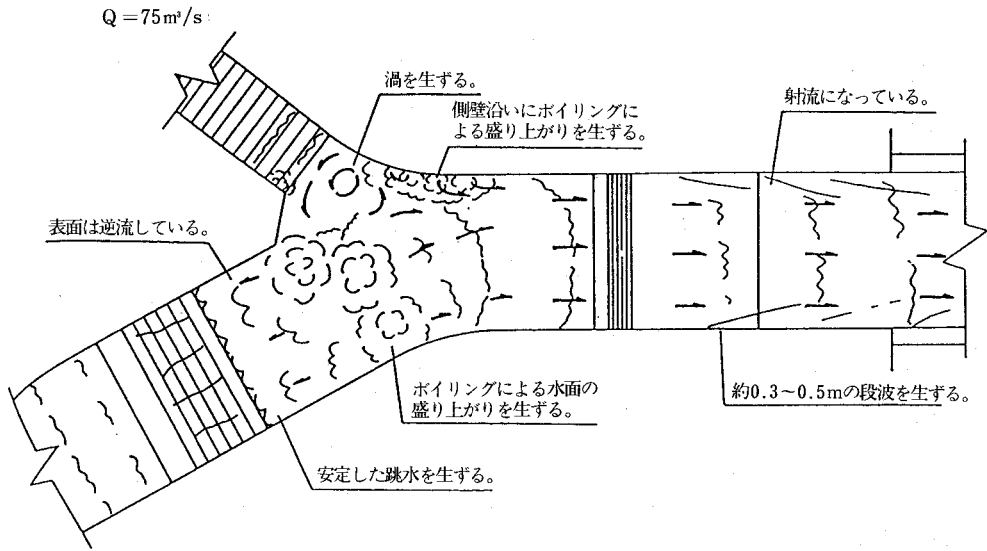 Q=75m³/s
渦を生ずる。
側壁沿いにボイリングに
よる盛り上がりを生ずる。
射流になっている。
表面は逆流している。
ボイリングによる水面の
盛り上がりを生ずる。
約0.3~0.5mの段波を生ずる。
安定した跳水を生ずる。